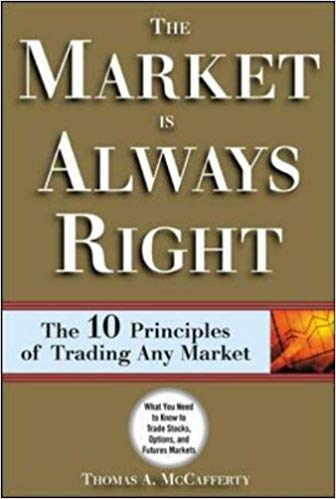 THE
MARKET
IS
ALWAYS
RIGHT
The 10 Principles
of Trading Any Market
What You Need
to Know to
Trade Stocks,
Options, and
Futures Markets
THOMAS A. MCCAFFERTY